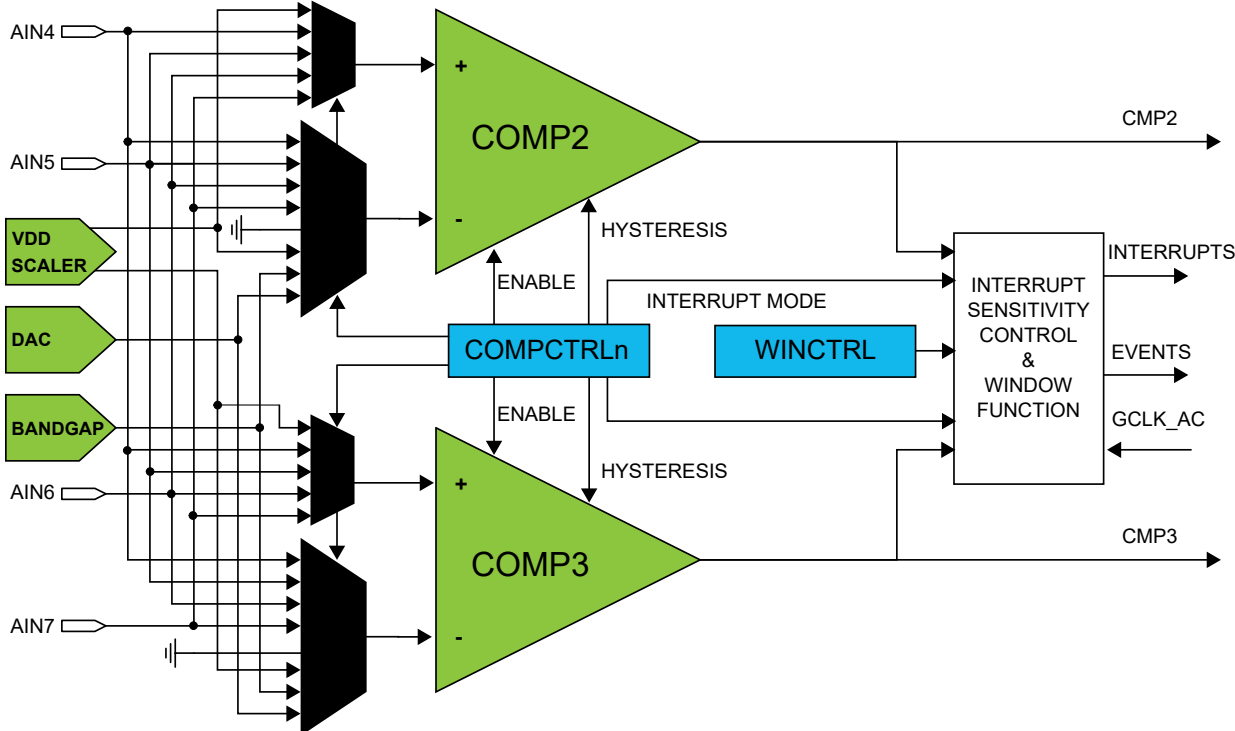 AIN4
CMP2
+
COMP2
AIN5
-
HYSTERESIS
VDD
SCALER
ENABLE
INTERRUPTS
INTERRUPT MODE
INTERRUPT
SENSITIVITY
CONTROL
&
WINDOW
FUNCTION
DAC
COMPCTRLn
WINCTRL
EVENTS
ENABLE
GCLK_AC
BANDGAP
HYSTERESIS
AIN6
+
CMP3
COMP3
AIN7
-